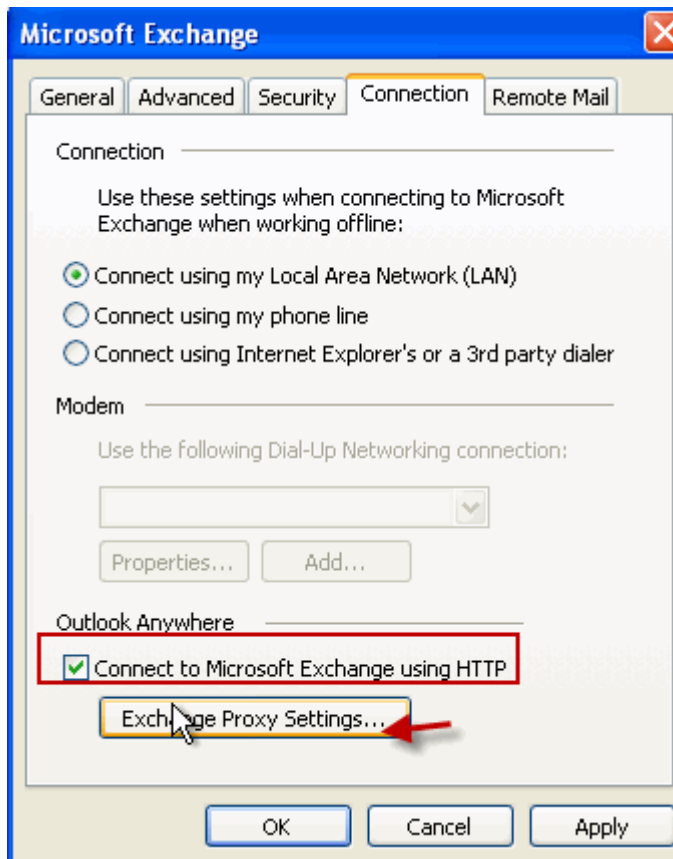 Microsoft Exchange
General Advanced Security Connection Remote Mail
Connection
Use these settings when connecting to Microsoft
Exchange when working offline:
Connect using my Local Area Network (LAN)
Connect using my phone line
Connect using Internet Explorer's or a 3rd party dialer
Modem
Use the following Dial-Up Networking connection:
Properties... Add...
Outlook Anywhere
Connect to Microsoft Exchange using HTTP
Exchange Proxy Settings...
OK Cancel Apply